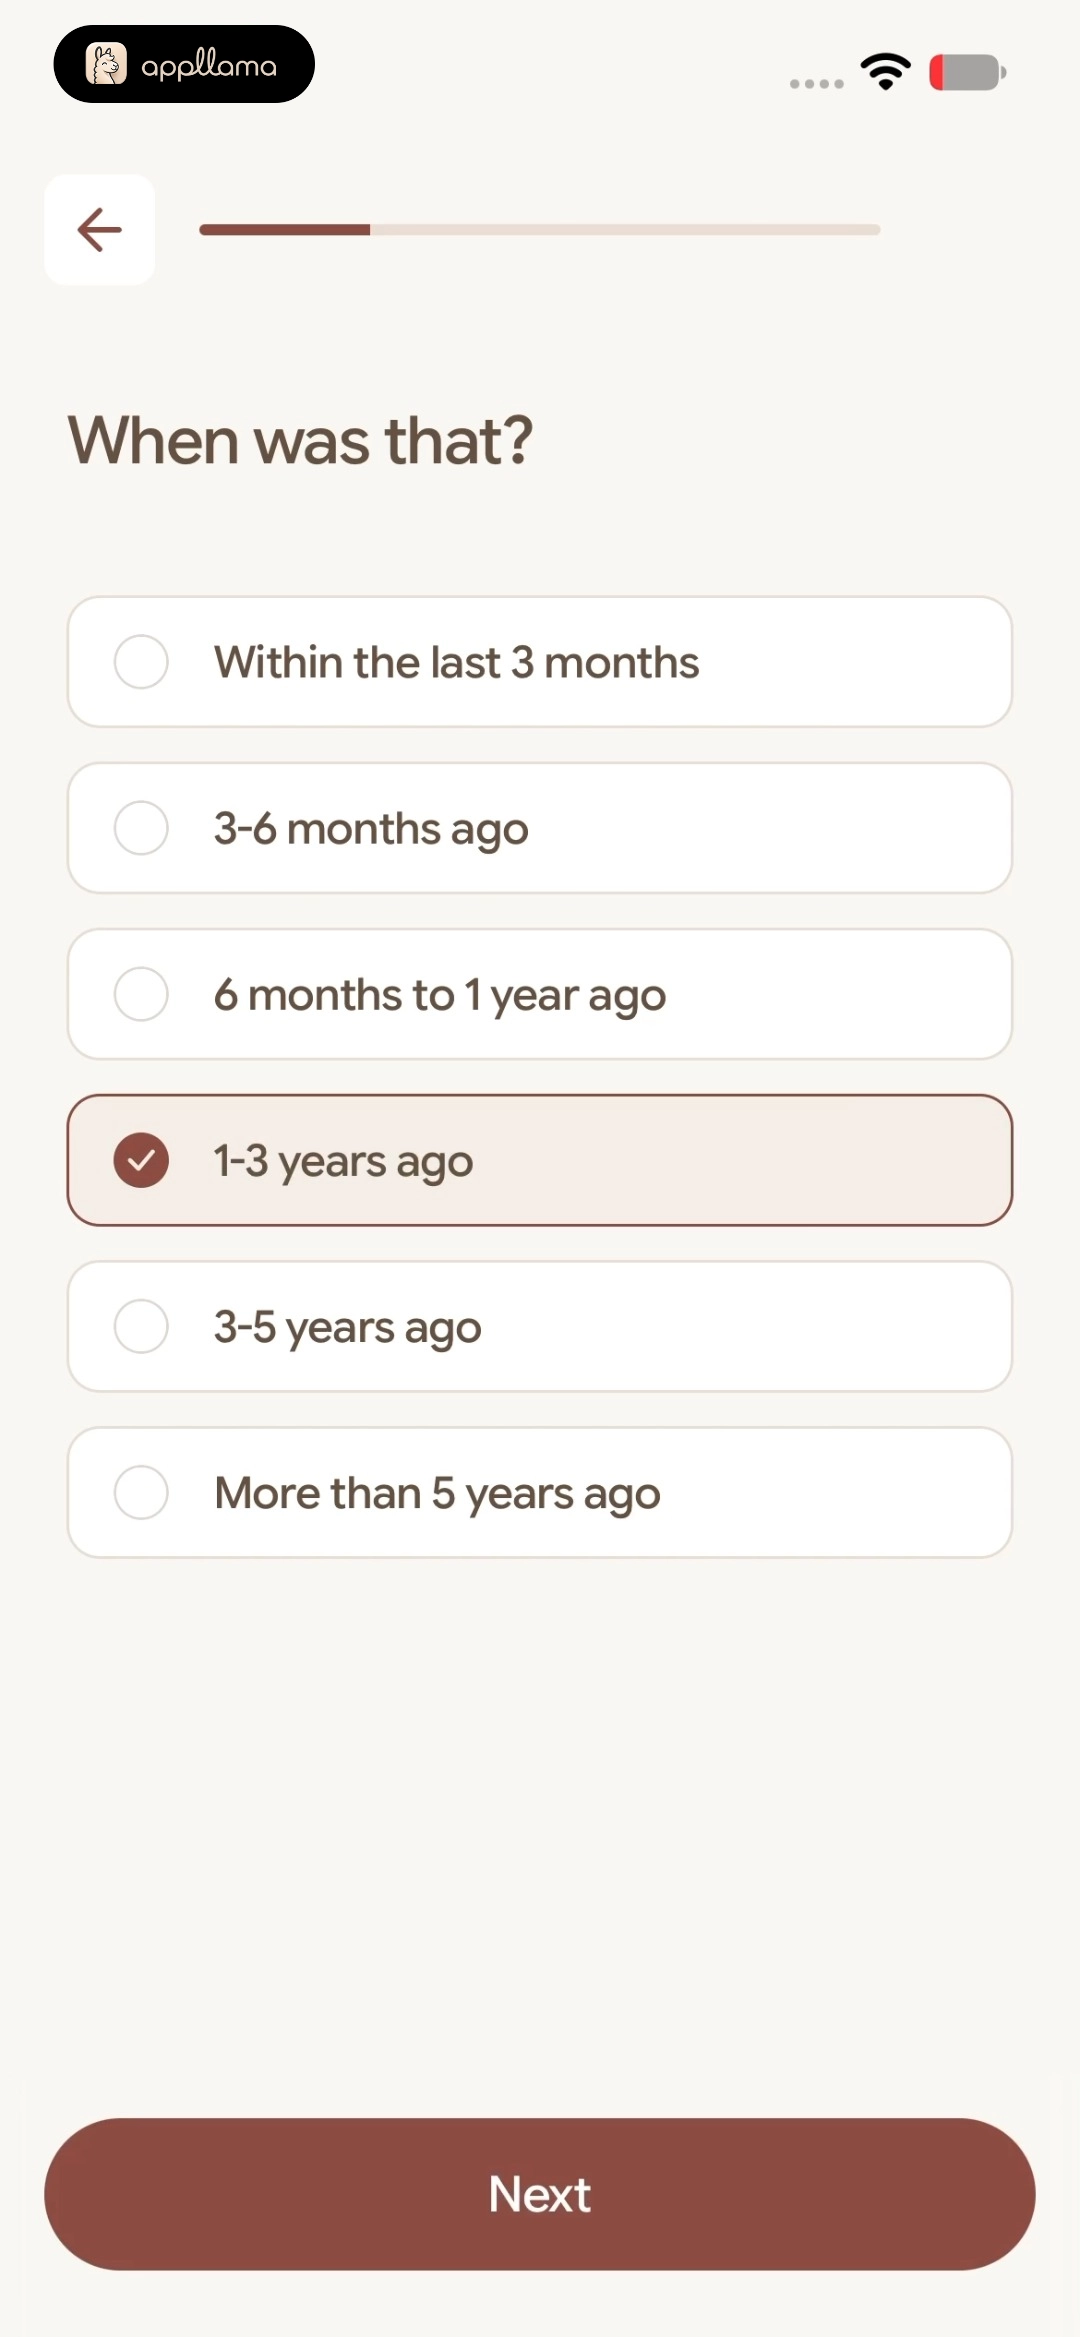 appllama
When was that?
Within the last 3 months
3-6 months ago
6 months to 1 year ago
1-3 years ago
3-5 years ago
More than 5 years ago
Next